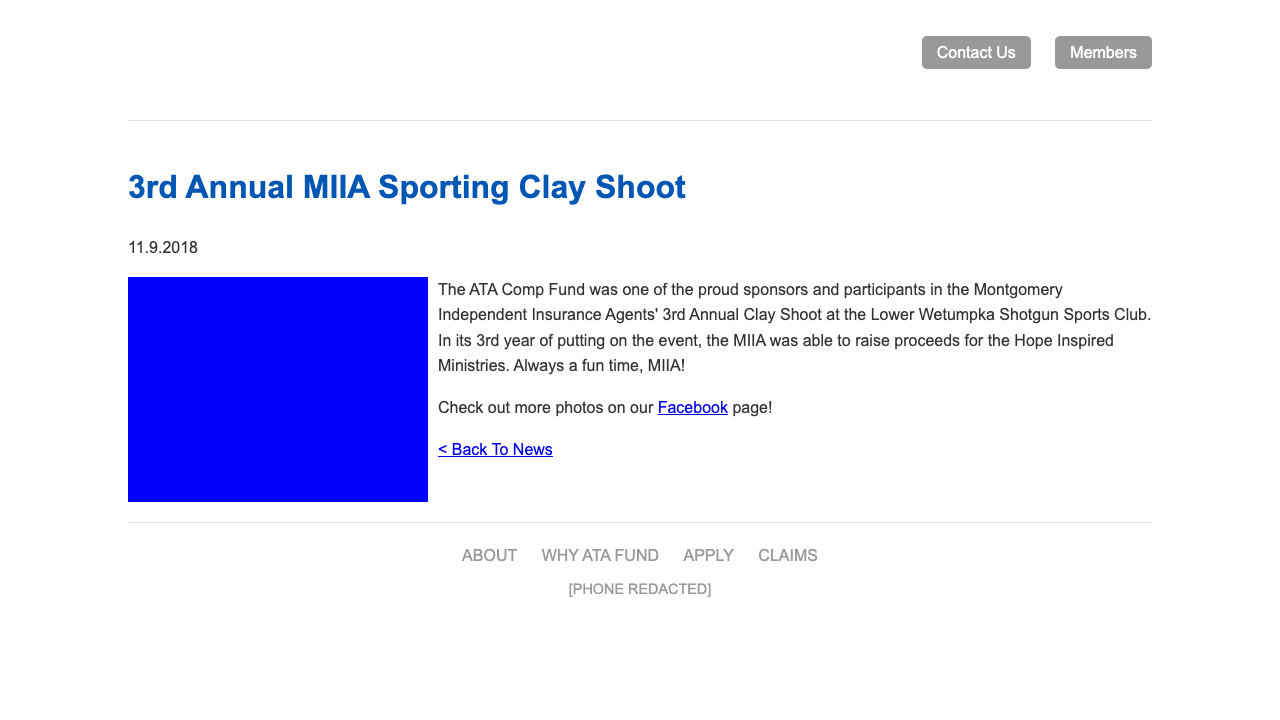 Contact Us Members
3rd Annual MIIA Sporting Clay Shoot
11.9.2018
The ATA Comp Fund was one of the proud sponsors and participants in the Montgomery
Independent Insurance Agents' 3rd Annual Clay Shoot at the Lower Wetumpka Shotgun Sports Club.
In its 3rd year of putting on the event, the MIIA was able to raise proceeds for the Hope Inspired
Ministries. Always a fun time, MIIA!
Check out more photos on our Facebook page!
< Back To News
ABOUT WHY ATA FUND APPLY CLAIMS
[PHONE REDACTED]